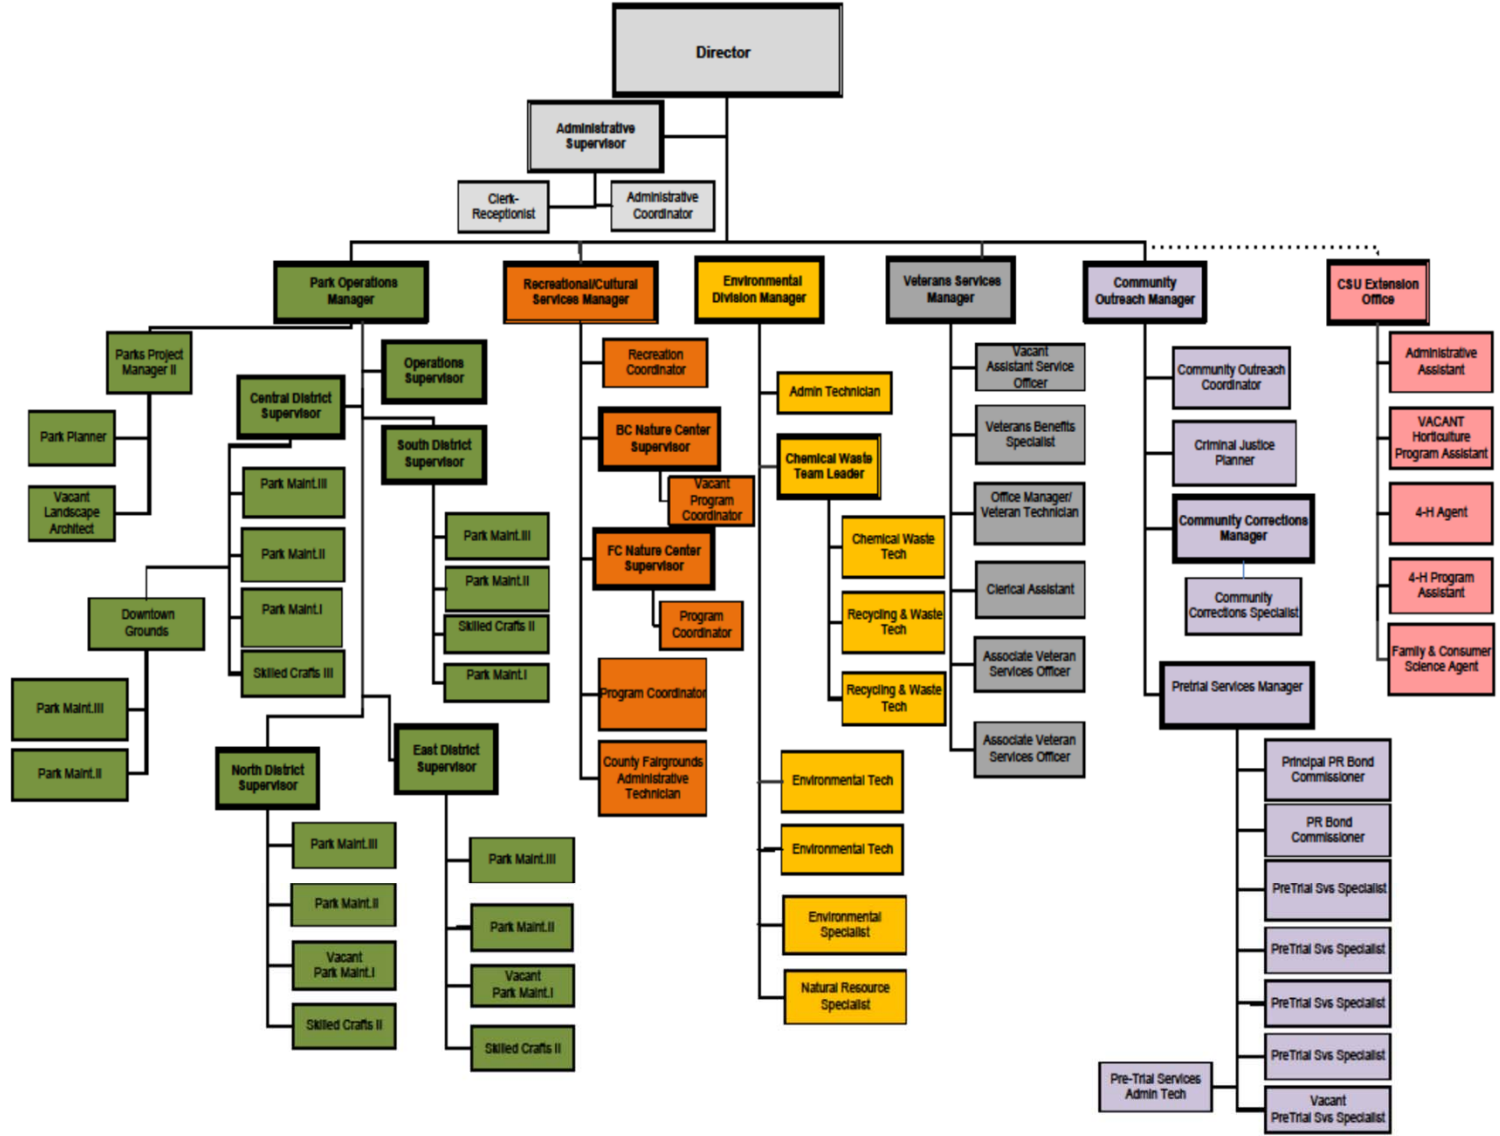 Director
Administrative
Supervisor
Clerk-
Receptionist
Administrative
Coordinator
Park Operations
Manager
Recreational/Cultural
Services Manager
Environmental
Division Manager
Veterans Services
Manager
Community
Outreach Manager
CSU Extension
Office
Parks Project
Manager II
Park Planner
Vacant
Landscape
Architect
Operations
Supervisor
Central District
Supervisor
Park Maint.III
Park Maint.II
Park Maint.I
Skilled Crafts III
Downtown
Grounds
Park Maint.III
Park Maint.II
South District
Supervisor
Park Maint.III
Park Maint.II
Skilled Crafts II
Park Maint.I
North District
Supervisor
Park Maint.III
Park Maint.II
Vacant
Park Maint.I
Skilled Crafts II
East District
Supervisor
Park Maint.III
Park Maint.II
Vacant
Park Maint.I
Skilled Crafts II
Recreation
Coordinator
BC Nature Center
Supervisor
Vacant
Program
Coordinator
FC Nature Center
Supervisor
Program
Coordinator
Program Coordinator
County Fairgrounds
Administrative
Technician
Admin Technician
Chemical Waste
Team Leader
Chemical Waste
Tech
Recycling & Waste
Tech
Recycling & Waste
Tech
Environmental Tech
Environmental Tech
Environmental
Specialist
Natural Resource
Specialist
Vacant
Assistant Service
Officer
Veterans Benefits
Specialist
Office Manager/
Veteran Technician
Clerical Assistant
Associate Veteran
Services Officer
Associate Veteran
Services Officer
Community Outreach
Coordinator
Criminal Justice
Planner
Community Corrections
Manager
Community
Corrections Specialist
Pretrial Services Manager
Principal PR Bond
Commissioner
PR Bond
Commissioner
PreTrial Svs Specialist
PreTrial Svs Specialist
PreTrial Svs Specialist
PreTrial Svs Specialist
Pre-Trial Services
Admin Tech
Vacant
PreTrial Svs Specialist
Administrative
Assistant
VACANT
Horticulture
Program Assistant
4-H Agent
4-H Program
Assistant
Family & Consumer
Science Agent